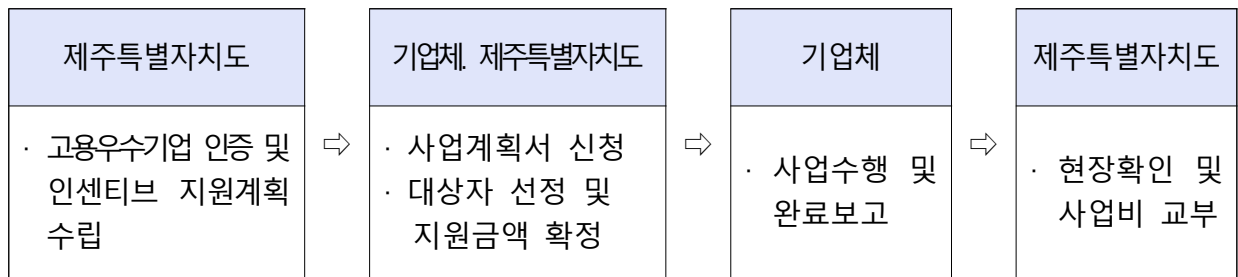 제주특별자치도
· 고용우수기업 인증 및
인센티브 지원계획
수립
⇨
기업체. 제주특별자치도
· 사업계획서 신청
· 대상자 선정 및
지원금액 확정
⇨
기업체
· 사업수행 및
완료보고
⇨
제주특별자치도
· 현장확인 및
사업비 교부